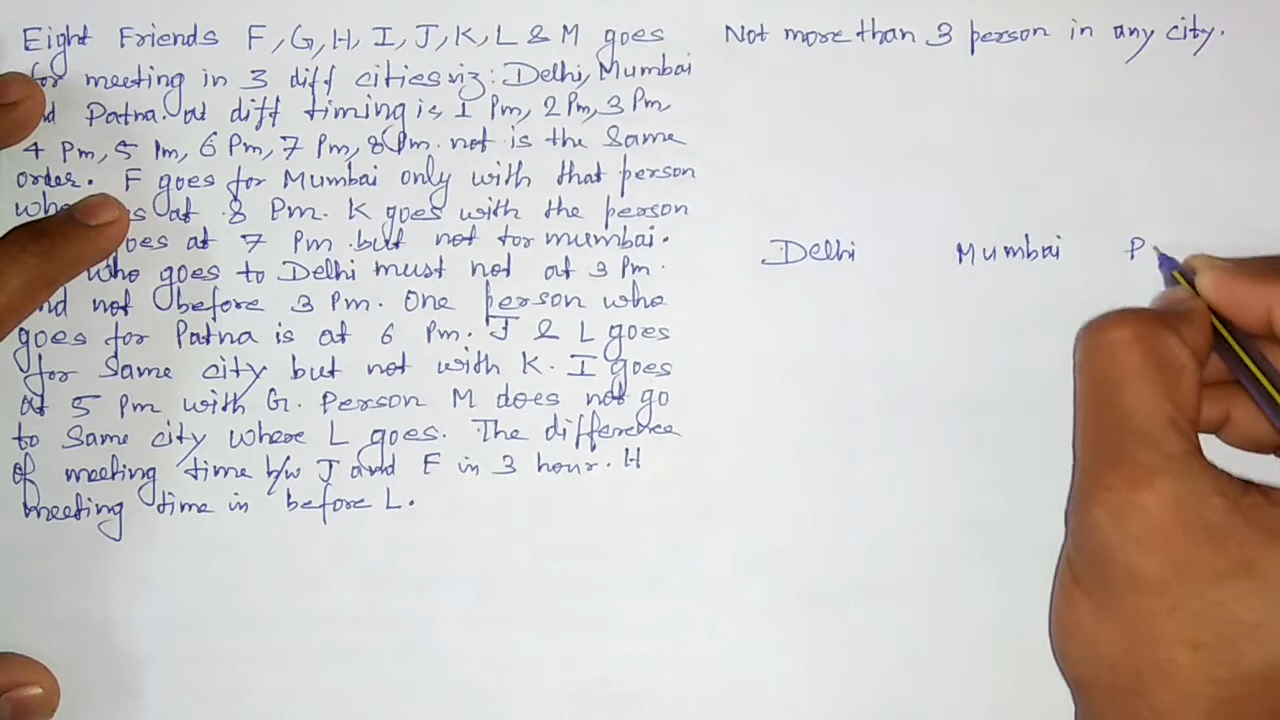 Eight Friends F, G, H, I, J, K, L & M goes
for meeting in 3 diff cities viz: Delhi, Mumbai
Patna. at diff timing is 1 Pm, 2 Pm, 3 Pm
4 Pm, 5 Pm, 6 Pm, 7 Pm, 8 Pm. not is the same
order. F goes for Mumbai only with that person
at 8 Pm. K goes with the person
goes at 7 Pm but not for mumbai.
who goes to Delhi must not at 3 Pm.
and not before 3 Pm. One person who
goes for Patna is at 6 Pm. J & L goes
for Same city but not with K. I goes
at 5 Pm with G. Person M does not go
to Same city where L goes. The difference
of meeting time b/w J and F in 3 hour. H
meeting time in before L.
Not more than 3 person in any city.
Delhi Mumbai P